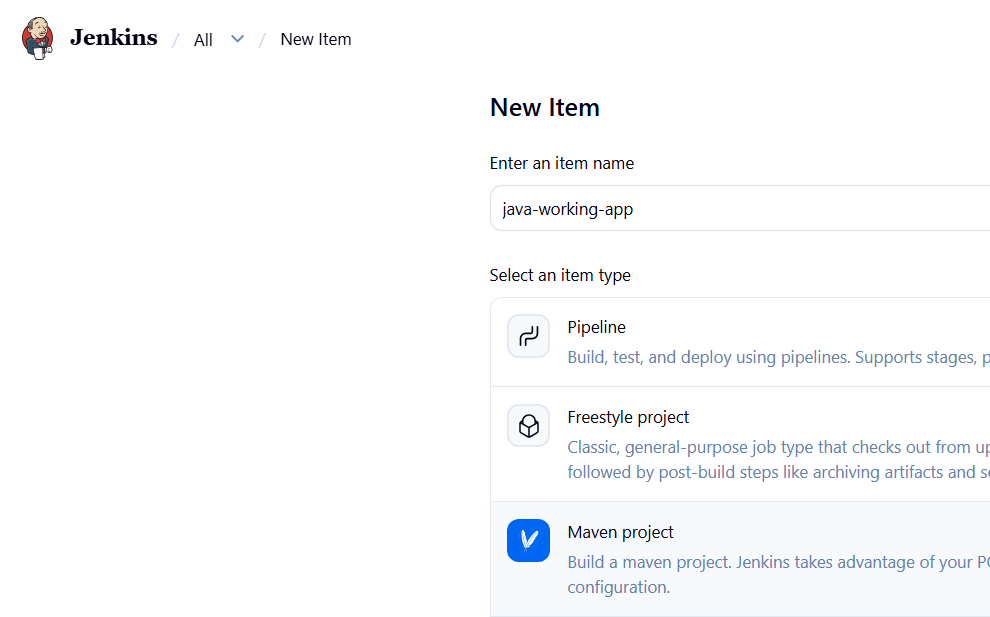 Jenkins / All / New Item
New Item
Enter an item name
java-working-app
Select an item type
Pipeline
Build, test, and deploy using pipelines. Supports stages, p
Freestyle project
Classic, general-purpose job type that checks out from up
followed by post-build steps like archiving artifacts and s
Maven project
Build a maven project. Jenkins takes advantage of your PO
configuration.